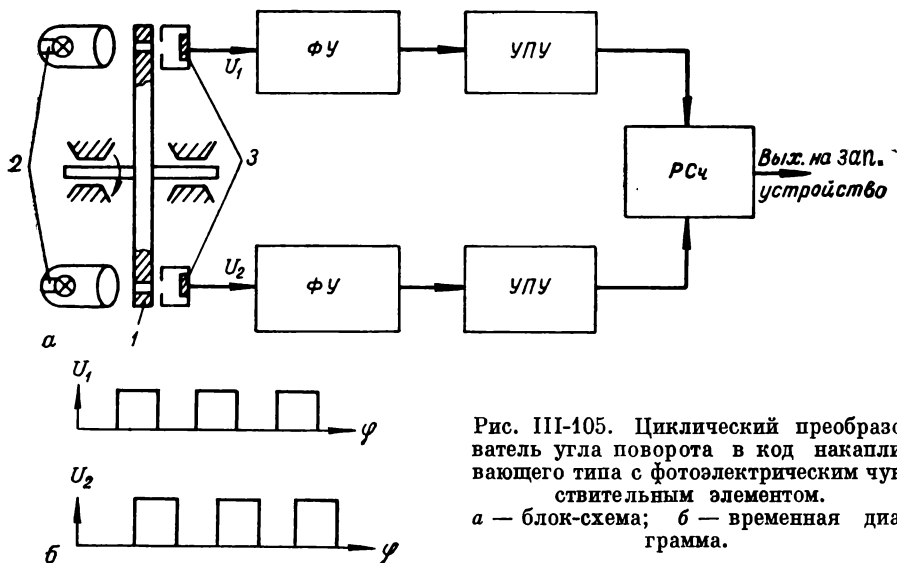 2
3
U₁
ФУ
УПУ
РСч
Вых. на зап.
устройство
U₂
ФУ
УПУ
а
1
U₁
φ
U₂
φ
б
Рис. III-105. Циклический преобразо-
ватель угла поворота в код накапли-
вающего типа с фотоэлектрическим чув-
ствительным элементом.
а — блок-схема; б — временная диа-
грамма.